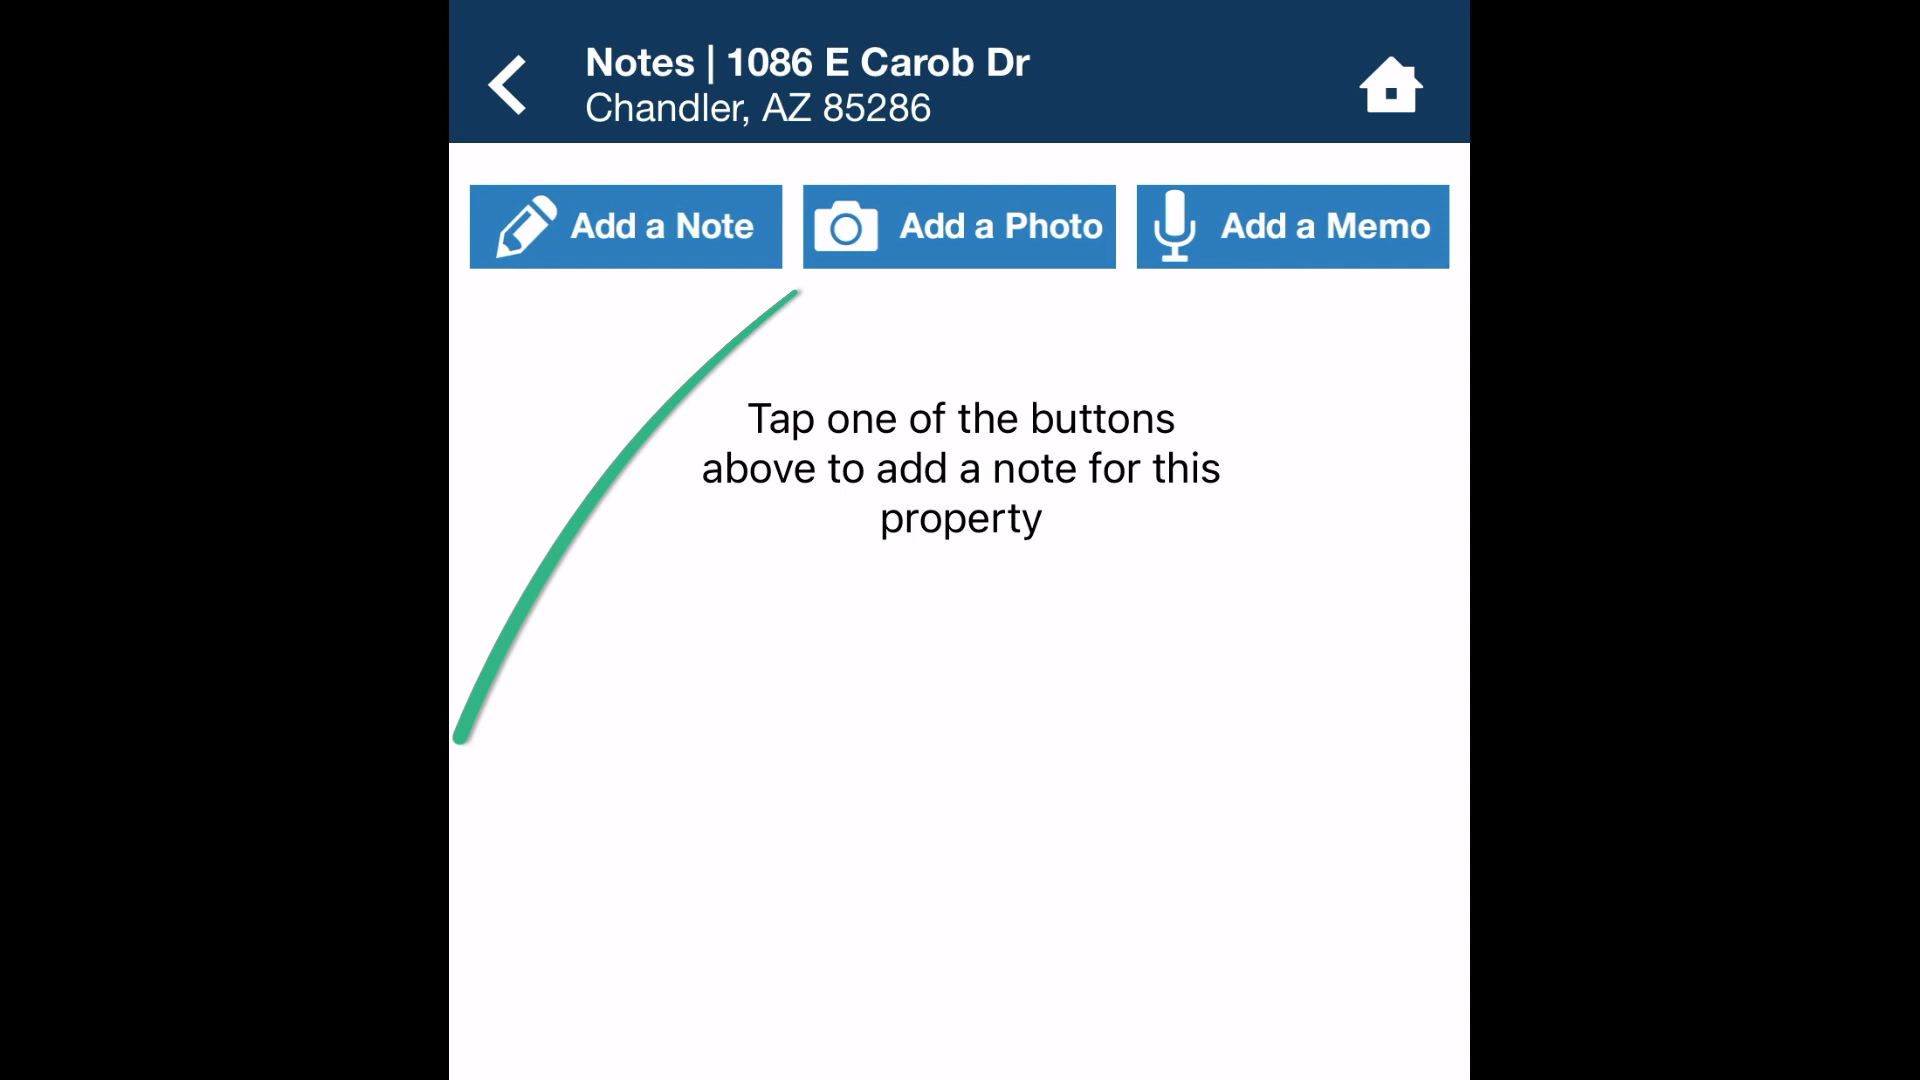 Notes | 1086 E Carob Dr
Chandler, AZ 85286
Add a Note
Add a Photo
Add a Memo
Tap one of the buttons
above to add a note for this
property